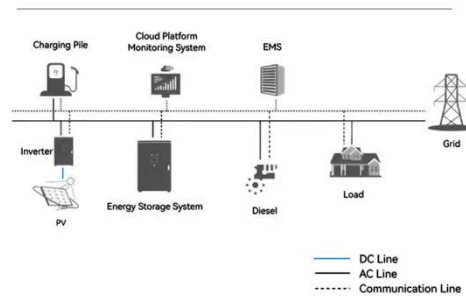 Charging Pile
Cloud Platform
Monitoring System
EMS
Grid
Inverter
PV
Energy Storage System
Diesel
Load
DC Line
AC Line
Communication Line